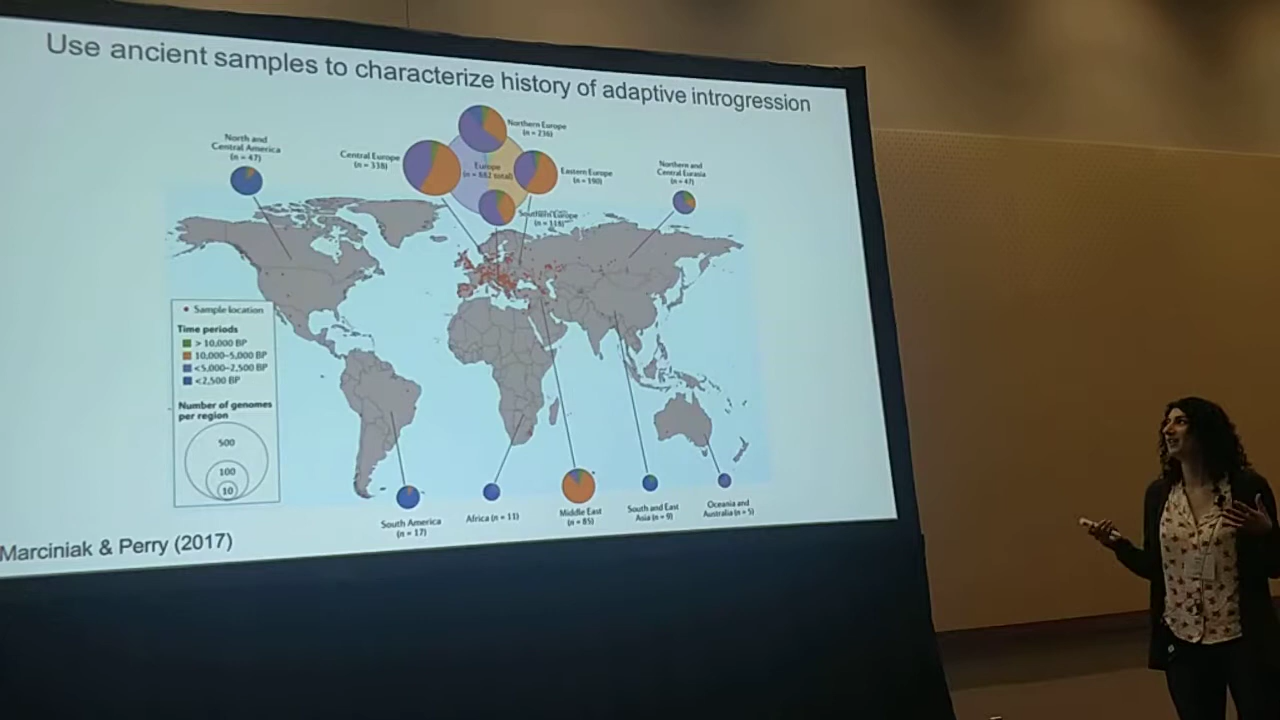 Use ancient samples to characterize history of adaptive introgression
North and
Central America
(n = 47)
Central Europe
(n = 338)
Northern Europe
(n = 236)
Europe
(n = 882 total)
Eastern Europe
(n = 190)
Southern Europe
(n = 118)
Northern and
Central Eurasia
(n = 47)
Sample location
Time periods
> 10,000 BP
10,000–5,000 BP
<5,000–2,500 BP
<2,500 BP
Number of genomes
per region
500
100
10
South America
(n = 17)
Africa (n = 11)
Middle East
(n = 85)
South and East
Asia (n = 9)
Oceania and
Australia (n = 5)
Marciniak & Perry (2017)